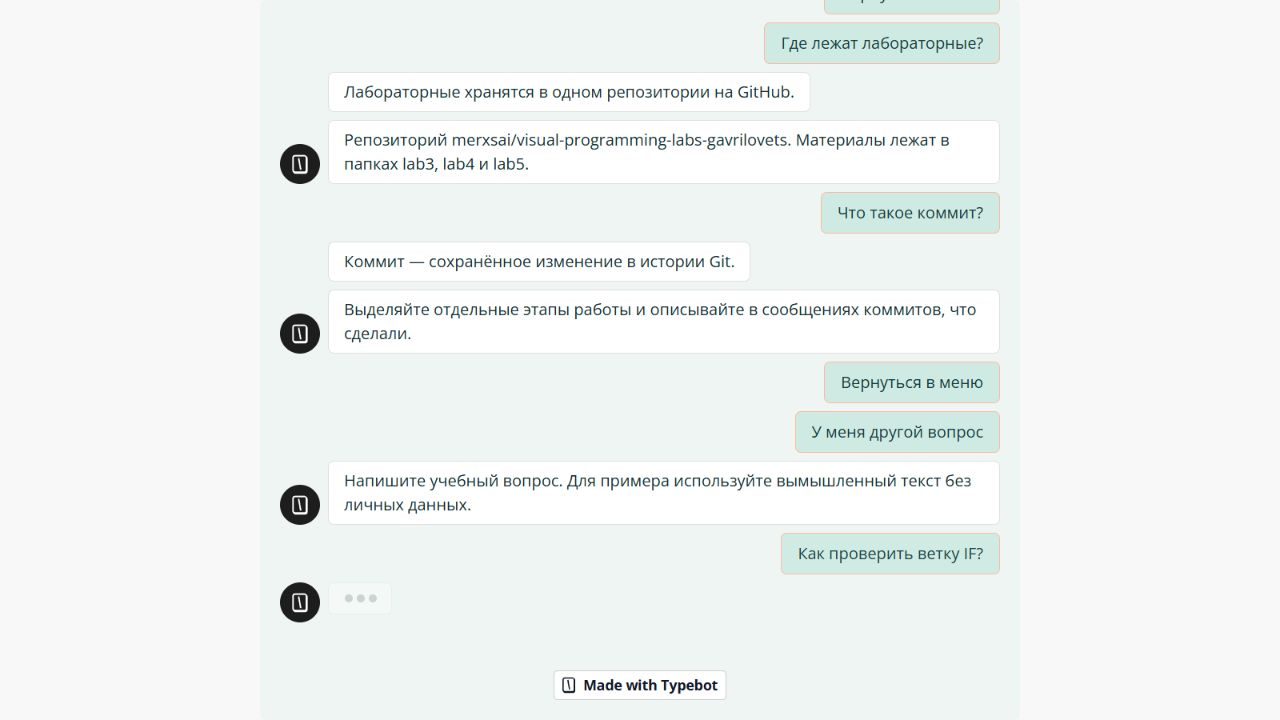 Где лежат лабораторные?
Лабораторные хранятся в одном репозитории на GitHub.
Репозиторий merxsai/visual-programming-labs-gavrilovets. Материалы лежат в
папках lab3, lab4 и lab5.
Что такое коммит?
Коммит — сохранённое изменение в истории Git.
Выделяйте отдельные этапы работы и описывайте в сообщениях коммитов, что
сделали.
Вернуться в меню
У меня другой вопрос
Напишите учебный вопрос. Для примера используйте вымышленный текст без
личных данных.
Как проверить ветку IF?
Made with Typebot